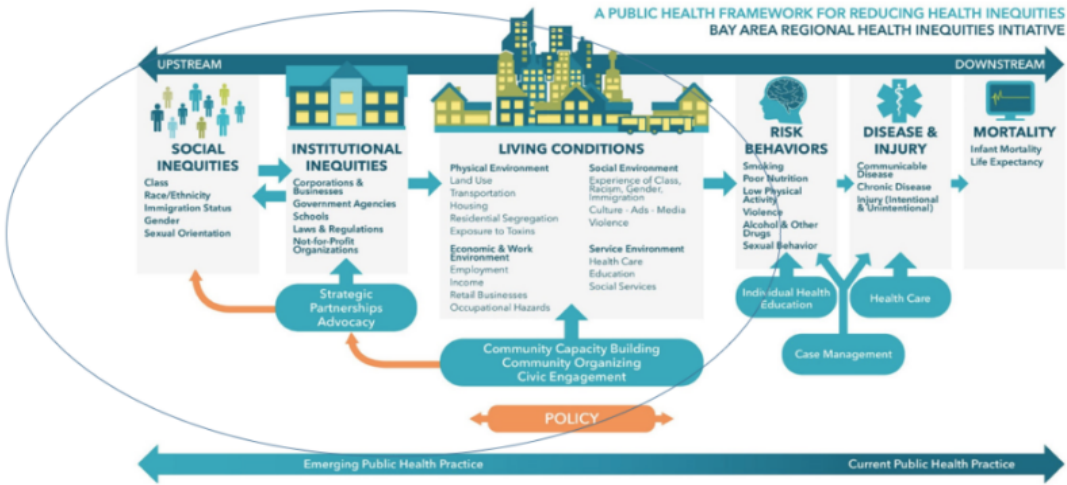 A PUBLIC HEALTH FRAMEWORK FOR REDUCING HEALTH INEQUITIES
BAY AREA REGIONAL HEALTH INEQUITIES INTIATIVE
UPSTREAM
DOWNSTREAM
SOCIAL
INEQUITIES
Class
Race/Ethnicity
Immigration Status
Gender
Sexual Orientation
INSTITUTIONAL
INEQUITIES
Corporations &
Businesses
Government Agencies
Schools
Laws & Regulations
Not-for-Profit
Organizations
LIVING CONDITIONS
Physical Environment
Land Use
Transportation
Housing
Residential Segregation
Exposure to Toxins
Economic & Work
Environment
Employment
Income
Retail Businesses
Occupational Hazards
Social Environment
Experience of Class,
Racism, Gender,
Immigration
Culture - Ads - Media
Violence
Service Environment
Health Care
Education
Social Services
RISK
BEHAVIORS
Smoking
Poor Nutrition
Low Physical
Activity
Violence
Alcohol & Other
Drugs
Sexual Behavior
DISEASE &
INJURY
Communicable
Disease
Chronic Disease
Injury (Intentional
& Unintentional)
MORTALITY
Infant Mortality
Life Expectancy
Strategic
Partnerships
Advocacy
Community Capacity Building
Community Organizing
Civic Engagement
Individual Health
Education
Health Care
Case Management
POLICY
Emerging Public Health Practice
Current Public Health Practice